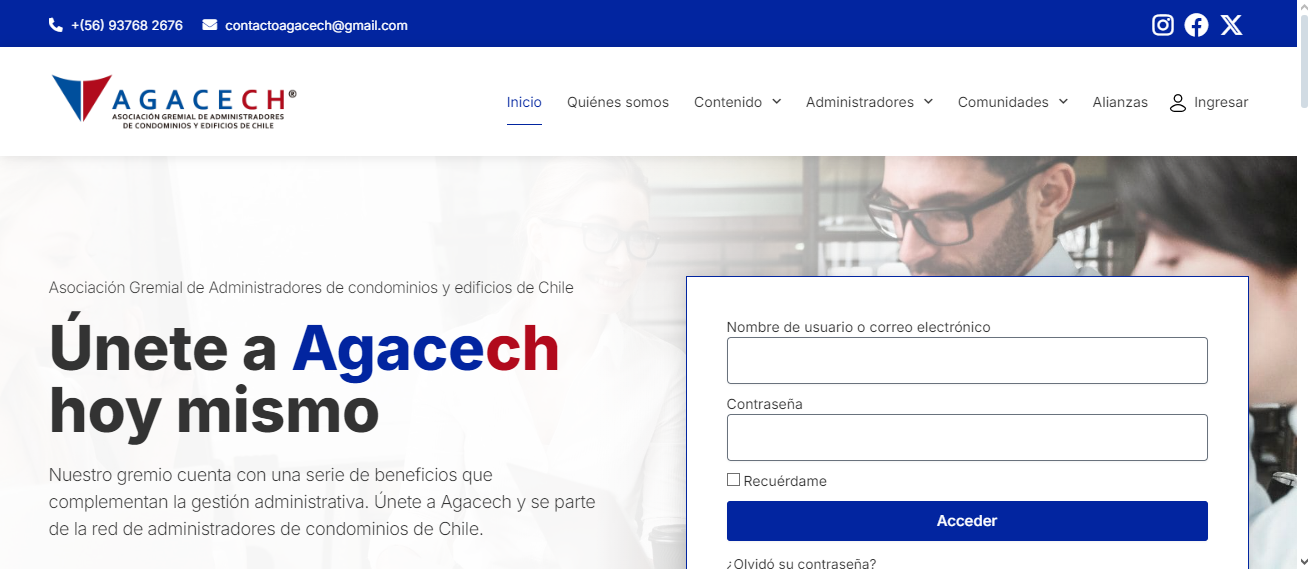 +(56) 93768 2676
contactoagacech@gmail.com
AGACECH®
ASOCIACIÓN GREMIAL DE ADMINISTRADORES
DE CONDOMINIOS Y EDIFICIOS DE CHILE
Inicio
Quiénes somos
Contenido
Administradores
Comunidades
Alianzas
Ingresar
Asociación Gremial de Administradores de condominios y edificios de Chile
Únete a Agacech
hoy mismo
Nuestro gremio cuenta con una serie de beneficios que
complementan la gestión administrativa. Únete a Agacech y se parte
de la red de administradores de condominios de Chile.
Nombre de usuario o correo electrónico
Contraseña
Recuérdame
Acceder
¿Olvidó su contraseña?